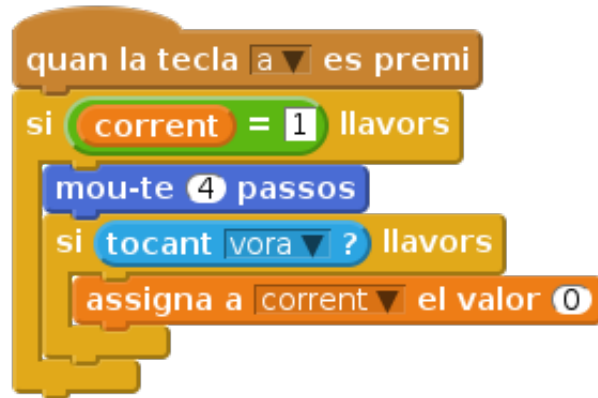 quan la tecla a es premi
si corrent = 1 llavors
mou-te 4 passos
si tocant vora ? llavors
assigna a corrent el valor 0